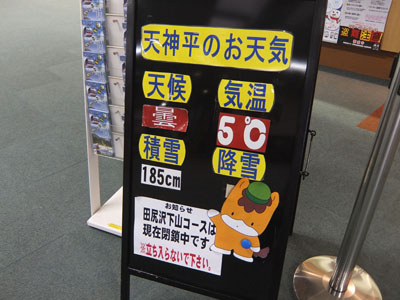 天神平のお天気
天候
気温
曇
5℃
積雪
降雪
185cm
お知らせ
田尻沢下山コースは
現在閉鎖中です。
※立ち入らないで下さい。